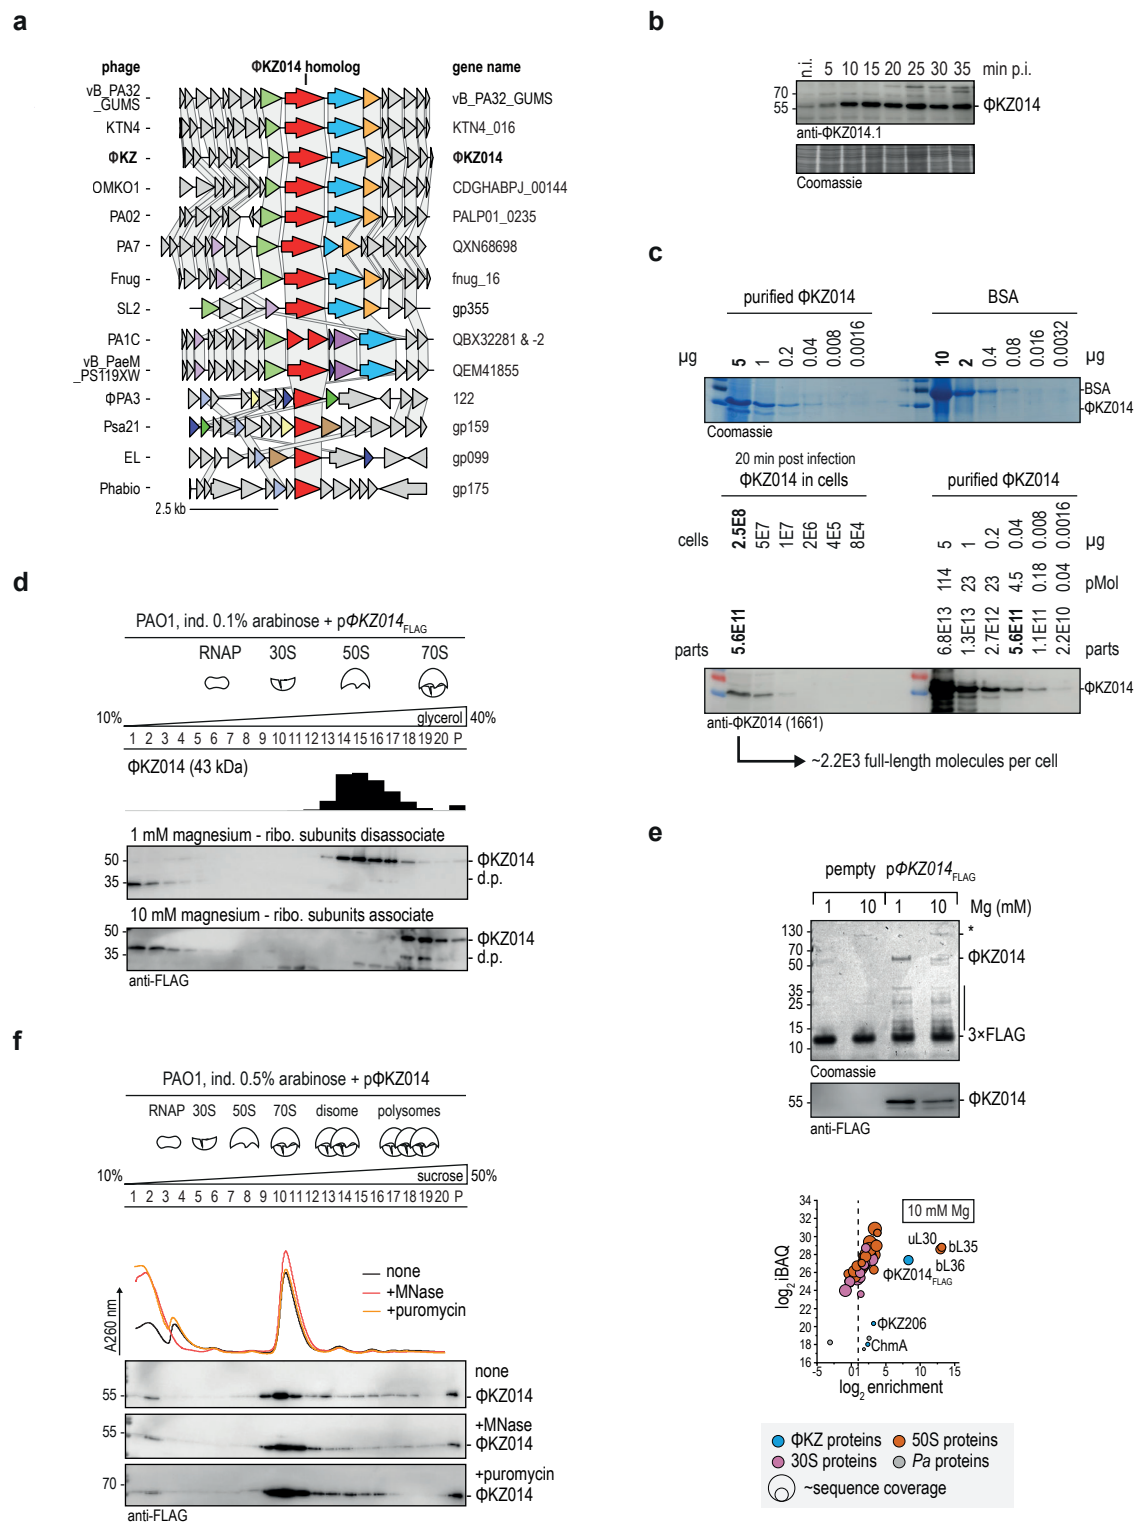 a
phage
ΦKZ014 homolog
gene name
vB_PA32
_GUMS
vB_PA32_GUMS
KTN4
KTN4_016
ΦKZ
ΦKZ014
OMKO1
CDGHABPJ_00144
PA02
PALP01_0235
PA7
QXN68698
Fnug
fnug_16
SL2
gp355
PA1C
QBX32281 & -2
vB_PaeM
_PS119XW
QEM41855
ΦPA3
122
Psa21
gp159
EL
gp099
Phabio
gp175
2.5 kb
b
n.i. 5 10 15 20 25 30 35 min p.i.
70
55
ΦKZ014
anti-ΦKZ014.1
Coomassie
c
purified ΦKZ014
BSA
µg 5 1 0.2 0.04 0.008 0.0016
10 2 0.4 0.08 0.016 0.0032 µg
BSA
ΦKZ014
Coomassie
20 min post infection
ΦKZ014 in cells
purified ΦKZ014
cells 2.5E8 5E7 1E7 2E6 4E5 8E4
5 1 0.2 0.04 0.008 0.0016 µg
114 23 23 4.5 0.18 0.04 pMol
parts 5.6E11
6.8E13 1.3E13 2.7E12 5.6E11 1.1E11 2.2E10 parts
ΦKZ014
anti-ΦKZ014 (1661)
~2.2E3 full-length molecules per cell
d
PAO1, ind. 0.1% arabinose + pΦKZ014FLAG
RNAP 30S 50S 70S
10% glycerol 40%
1 2 3 4 5 6 7 8 9 10 11 12 13 14 15 16 17 18 19 20 P
ΦKZ014 (43 kDa)
1 mM magnesium - ribo. subunits disassociate
50
35
ΦKZ014
d.p.
10 mM magnesium - ribo. subunits associate
50
35
ΦKZ014
d.p.
anti-FLAG
e
pempty pΦKZ014FLAG
1 10 1 10 Mg (mM)
130
70
50
35
25
15
10
*
ΦKZ014
3×FLAG
Coomassie
55
ΦKZ014
anti-FLAG
34
32
30
28
26
24
22
20
18
16
log2 iBAQ
10 mM Mg
uL30
bL35
bL36
ΦKZ014FLAG
ΦKZ206
ChmA
-5 0 1 5 10 15
log2 enrichment
ΦKZ proteins
50S proteins
30S proteins
Pa proteins
~sequence coverage
f
PAO1, ind. 0.5% arabinose + pΦKZ014
RNAP 30S 50S 70S disome polysomes
10% sucrose 50%
1 2 3 4 5 6 7 8 9 10 11 12 13 14 15 16 17 18 19 20 P
A260 nm
none
+MNase
+puromycin
none
55
ΦKZ014
+MNase
55
ΦKZ014
+puromycin
70
ΦKZ014
anti-FLAG